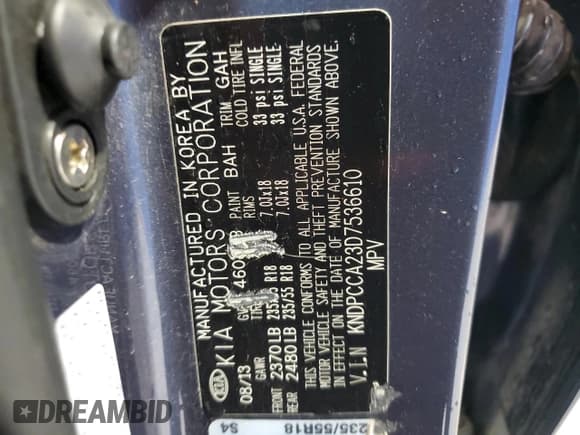 MANUFACTURED IN KOREA BY
KIA MOTORS CORPORATION
KIA
08/13 PAINT BAH TRIM GAH
GAWR RIMS COLD TIRE INFL
FRONT 2370LB R18 7.0Jx18 33 psi SINGLE
REAR 2480LB 235/55 R18 7.0Jx18 33 psi SINGLE
THIS VEHICLE CONFORMS TO ALL APPLICABLE U.S.A. FEDERAL
MOTOR VEHICLE SAFETY AND THEFT PREVENTION STANDARDS
IN EFFECT ON THE DATE OF MANUFACTURE SHOWN ABOVE.
V.I.N KNDPCCA23D7536610
MPV
235/55R18
S4
DREAMBID